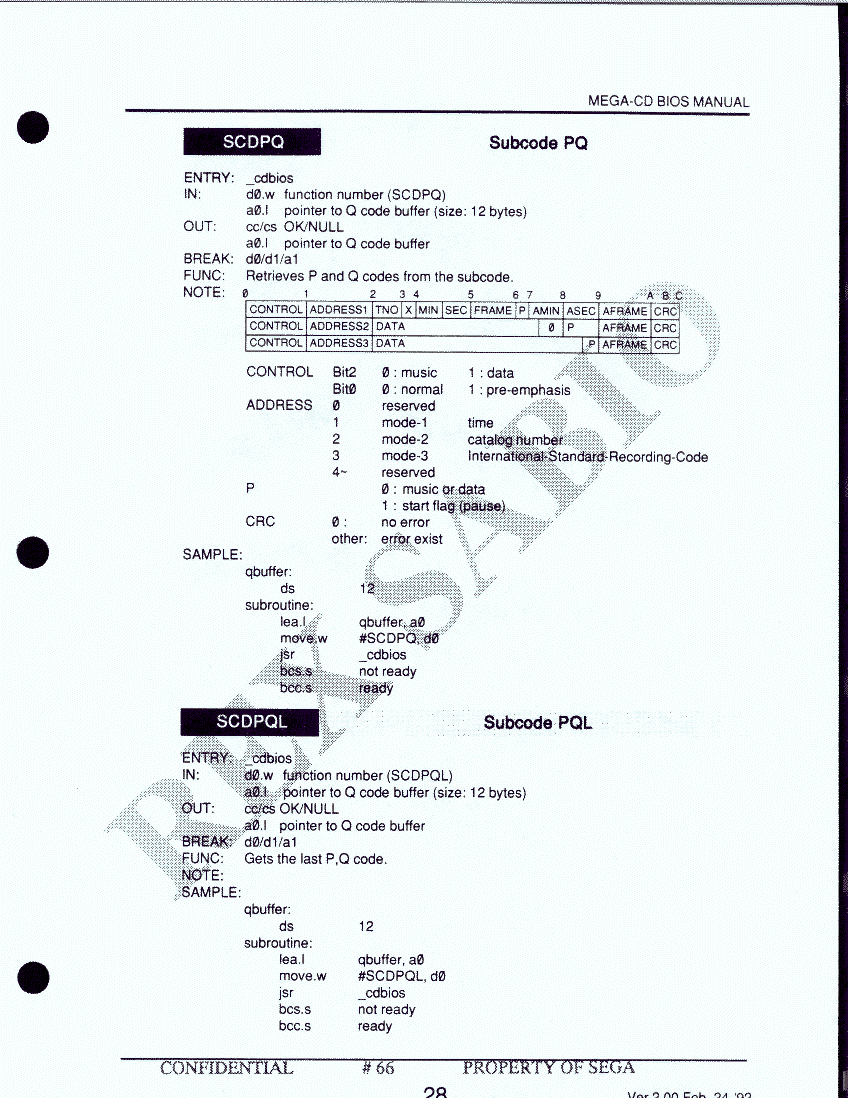 MEGA-CD BIOS MANUAL
SCDPQ Subcode PQ
ENTRY: _cdbios
IN: dØ.w function number (SCDPQ)
aØ.l pointer to Q code buffer (size: 12 bytes)
OUT: cc/cs OK/NULL
aØ.l pointer to Q code buffer
BREAK: dØ/d1/a1
FUNC: Retrieves P and Q codes from the subcode.
NOTE: Ø 1 2 3 4 5 6 7 8 9 A B C
CONTROL ADDRESS1 TNO X MIN SEC FRAME P AMIN ASEC AFRAME CRC
CONTROL ADDRESS2 DATA Ø P AFRAME CRC
CONTROL ADDRESS3 DATA P AFRAME CRC
CONTROL Bit2 Ø : music 1 : data
BitØ Ø : normal 1 : pre-emphasis
ADDRESS Ø reserved
1 mode-1 time
2 mode-2 catalog number
3 mode-3 International-Standard-Recording-Code
4~ reserved
P Ø : music or data
1 : start flag (pause)
CRC Ø : no error
other: error exist
SAMPLE:
qbuffer:
ds 12
subroutine:
lea.l qbuffer, aØ
move.w #SCDPQ, dØ
jsr _cdbios
bcs.s not ready
bcc.s ready
SCDPQL Subcode PQL
ENTRY: _cdbios
IN: dØ.w function number (SCDPQL)
aØ.l pointer to Q code buffer (size: 12 bytes)
OUT: cc/cs OK/NULL
aØ.l pointer to Q code buffer
BREAK: dØ/d1/a1
FUNC: Gets the last P,Q code.
NOTE:
SAMPLE:
qbuffer:
ds 12
subroutine:
lea.l qbuffer, aØ
move.w #SCDPQL, dØ
jsr _cdbios
bcs.s not ready
bcc.s ready
REX SABIO
CONFIDENTIAL #66 PROPERTY OF SEGA
28
Ver 2.00 Feb. 24 '92